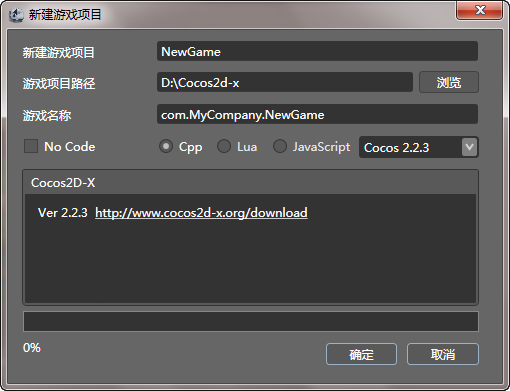 新建游戏项目
新建游戏项目 NewGame
游戏项目路径 D:\Cocos2d-x 浏览
游戏名称 com.MyCompany.NewGame
No Code Cpp Lua JavaScript Cocos 2.2.3
Cocos2D-X
Ver 2.2.3 http://www.cocos2d-x.org/download
0%
确定 取消